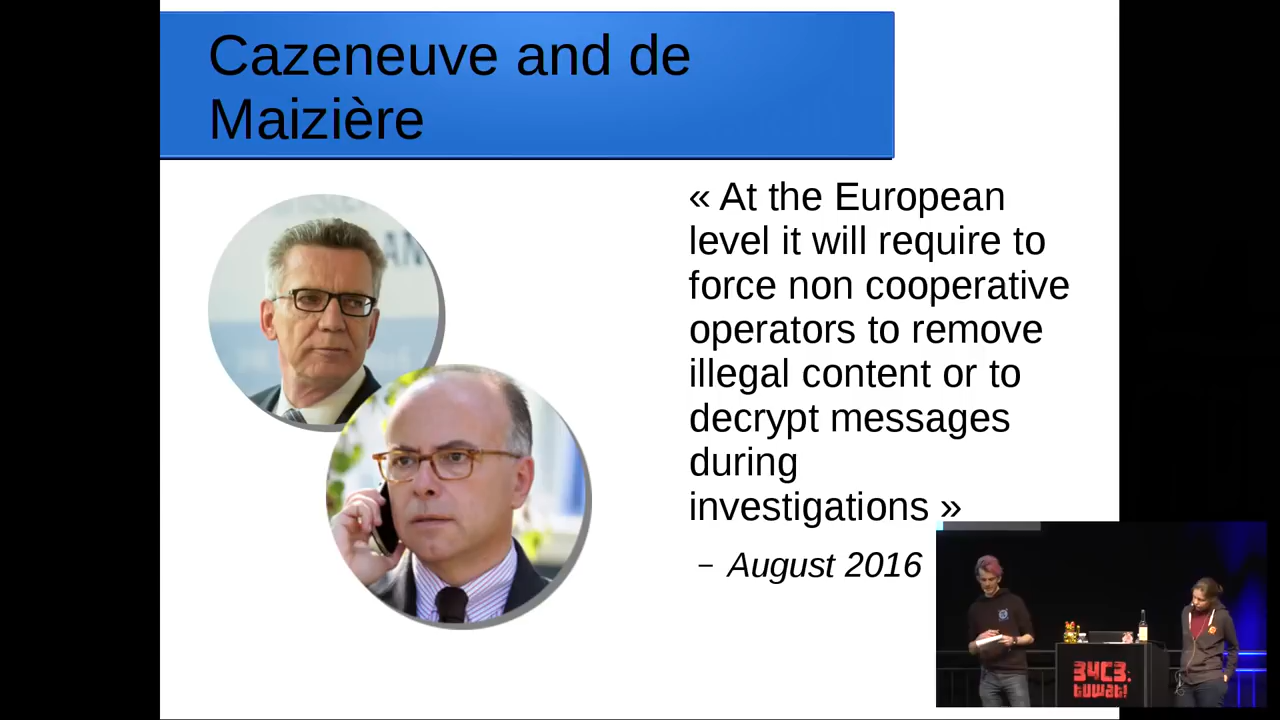 Cazeneuve and de
Maizière
« At the European
level it will require to
force non cooperative
operators to remove
illegal content or to
decrypt messages
during
investigations »
– August 2016
34C3.
tuwat!